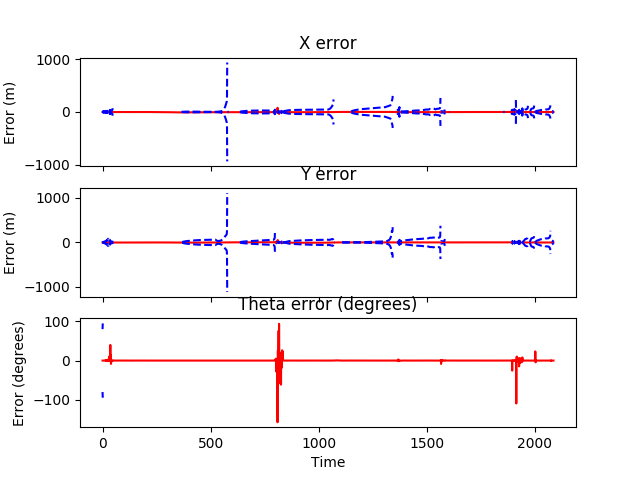 X error
1000
0
−1000
Error (m)
Y error
1000
0
−1000
Error (m)
Theta error (degrees)
100
0
−100
Error (degrees)
0 500 1000 1500 2000
Time